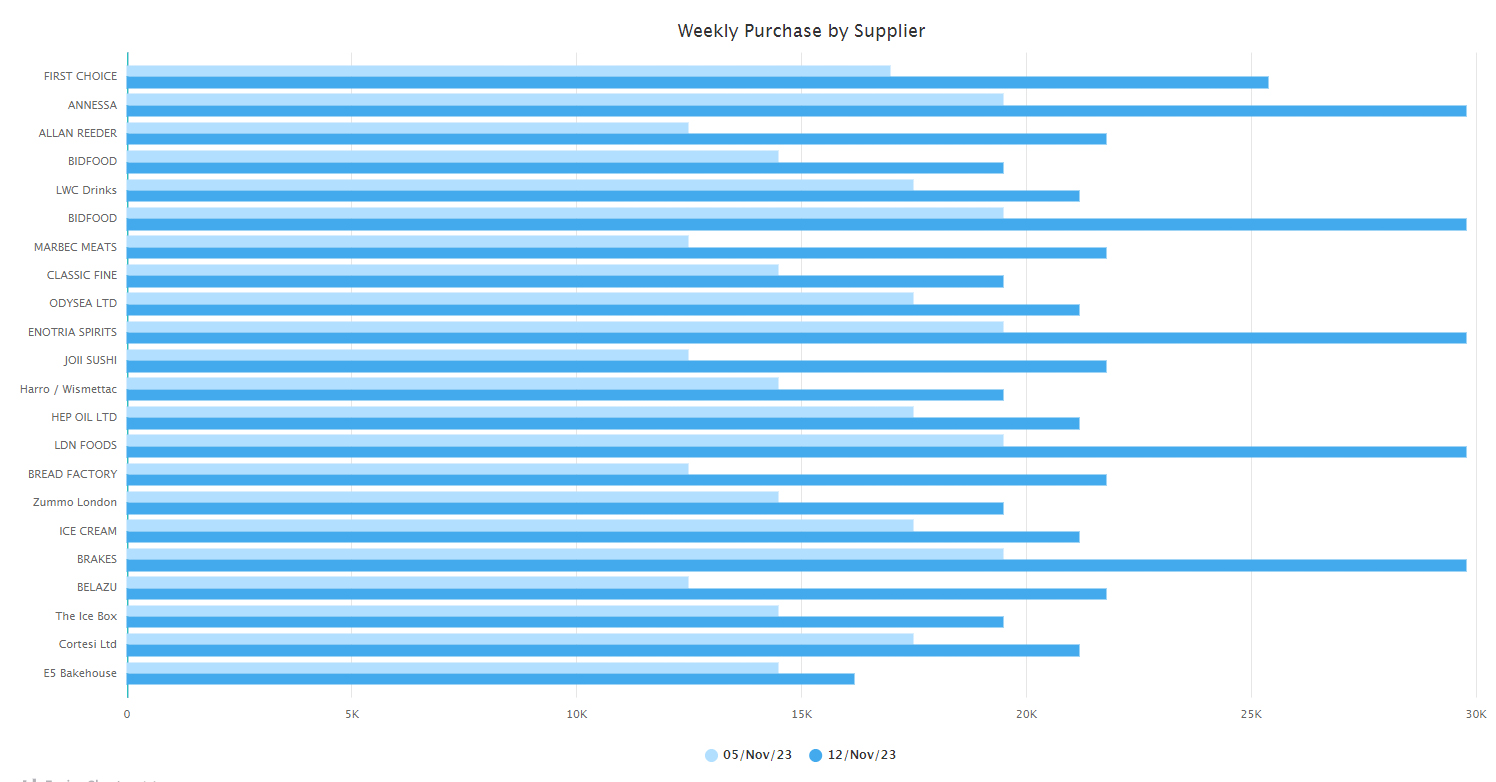 Weekly Purchase by Supplier
FIRST CHOICE
ANNESSA
ALLAN REEDER
BIDFOOD
LWC Drinks
BIDFOOD
MARBEC MEATS
CLASSIC FINE
ODYSEA LTD
ENOTRIA SPIRITS
JOII SUSHI
Harro / Wismettac
HEP OIL LTD
LDN FOODS
BREAD FACTORY
Zummo London
ICE CREAM
BRAKES
BELAZU
The Ice Box
Cortesi Ltd
E5 Bakehouse
0 5K 10K 15K 20K 25K 30K
05/Nov/23 12/Nov/23